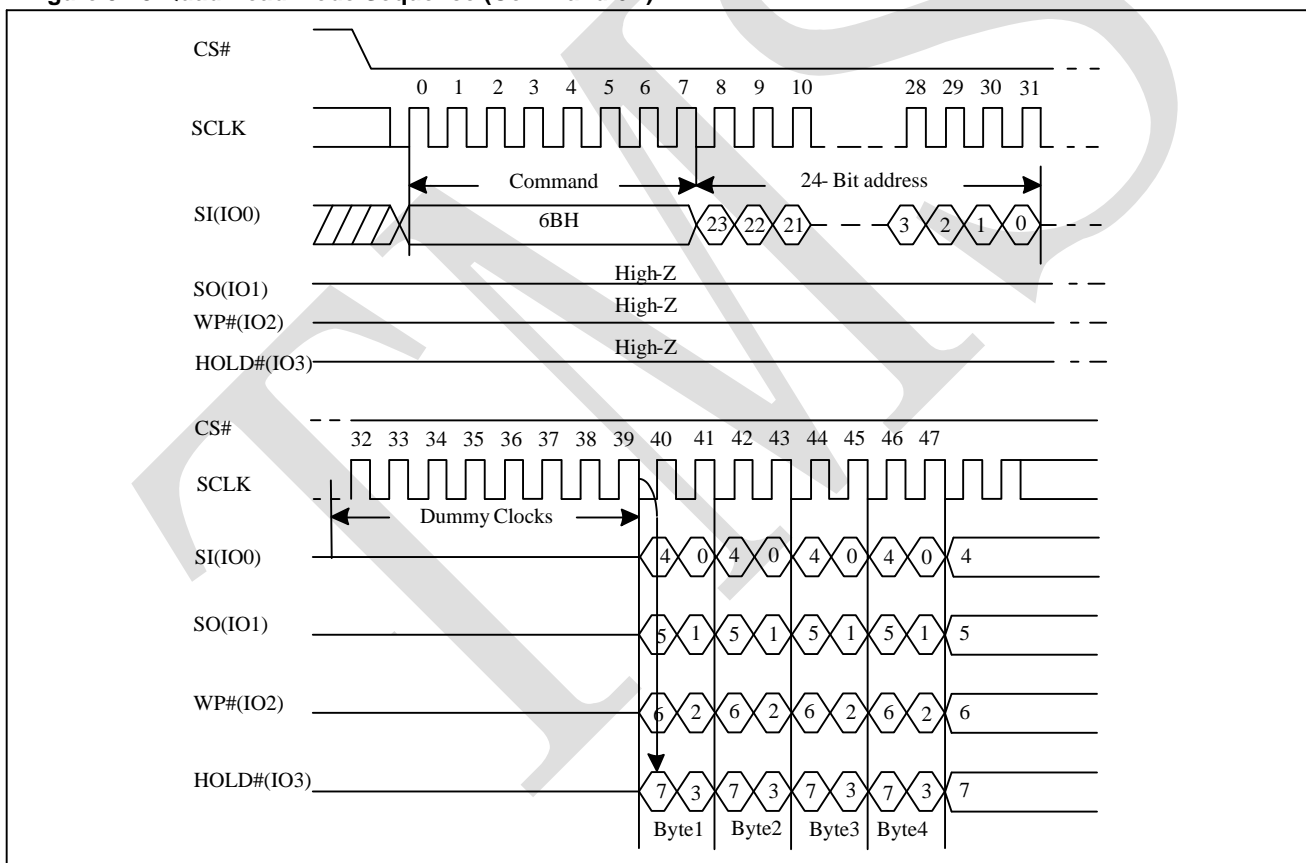 CS#
0 1 2 3 4 5 6 7 8 9 10 28 29 30 31
SCLK
Command 24- Bit address
SI(IO0) 6BH 23 22 21 3 2 1 0
SO(IO1) High-Z
WP#(IO2) High-Z
HOLD#(IO3) High-Z
CS#
32 33 34 35 36 37 38 39 40 41 42 43 44 45 46 47
SCLK
Dummy Clocks
SI(IO0) 4 0 4 0 4 0 4 0 4
SO(IO1) 5 1 5 1 5 1 5 1 5
WP#(IO2) 6 2 6 2 6 2 6 2 6
HOLD#(IO3) 7 3 7 3 7 3 7 3 7
Byte1 Byte2 Byte3 Byte4